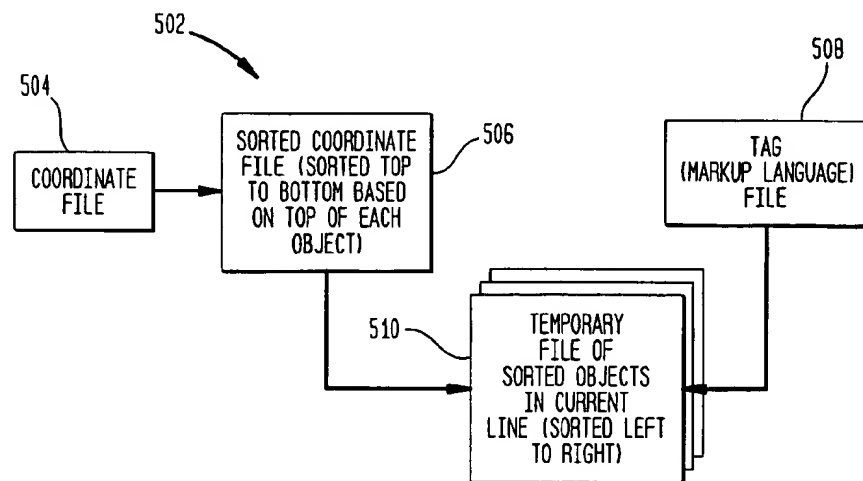 502
504
COORDINATE
FILE
SORTED COORDINATE
FILE (SORTED TOP
TO BOTTOM BASED
ON TOP OF EACH
OBJECT)
506
508
TAG
(MARKUP LANGUAGE)
FILE
510
TEMPORARY
FILE OF
SORTED OBJECTS
IN CURRENT
LINE (SORTED LEFT
TO RIGHT)